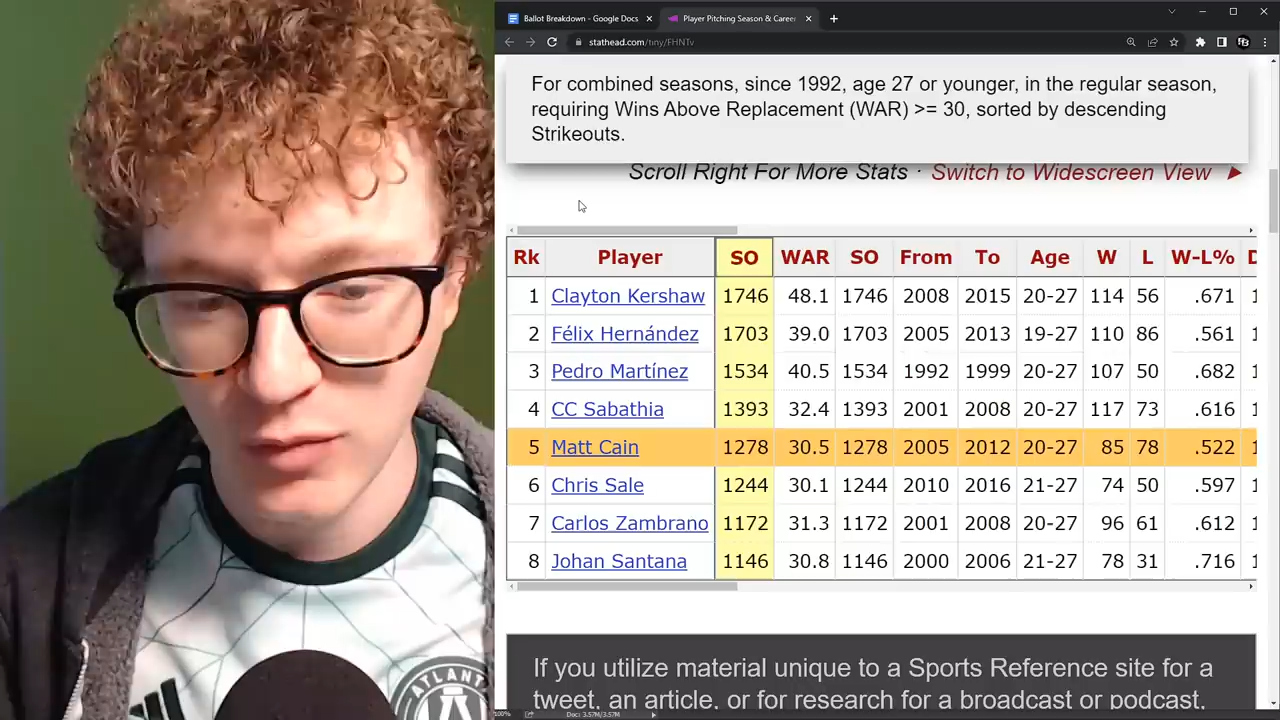 Ballot Breakdown - Google Docs
Player Pitching Season & Career
stathead.com/tiny/FHNTv
For combined seasons, since 1992, age 27 or younger, in the regular season,
requiring Wins Above Replacement (WAR) >= 30, sorted by descending
Strikeouts.
Scroll Right For More Stats · Switch to Widescreen View ►
Rk Player SO WAR SO From To Age W L W-L%
1 Clayton Kershaw 1746 48.1 1746 2008 2015 20-27 114 56 .671
2 Félix Hernández 1703 39.0 1703 2005 2013 19-27 110 86 .561
3 Pedro Martínez 1534 40.5 1534 1992 1999 20-27 107 50 .682
4 CC Sabathia 1393 32.4 1393 2001 2008 20-27 117 73 .616
5 Matt Cain 1278 30.5 1278 2005 2012 20-27 85 78 .522
6 Chris Sale 1244 30.1 1244 2010 2016 21-27 74 50 .597
7 Carlos Zambrano 1172 31.3 1172 2001 2008 20-27 96 61 .612
8 Johan Santana 1146 30.8 1146 2000 2006 21-27 78 31 .716
If you utilize material unique to a Sports Reference site for a
tweet, an article, or for research for a broadcast or podcast,
100% Doc: 3.57M/3.57M
ATLANT